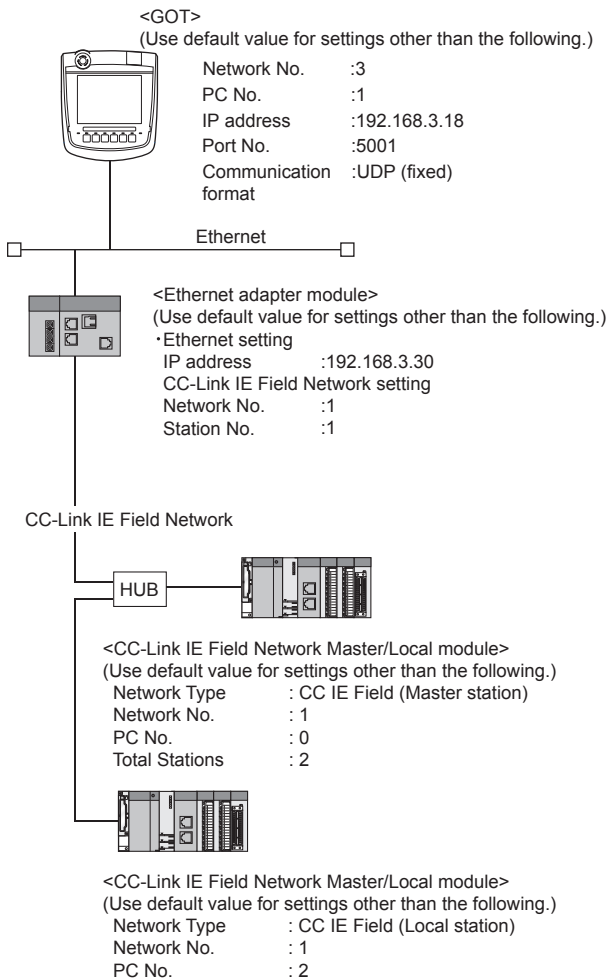 <GOT>
(Use default value for settings other than the following.)
Network No. :3
PC No. :1
IP address :192.168.3.18
Port No. :5001
Communication :UDP (fixed)
format
Ethernet
<Ethernet adapter module>
(Use default value for settings other than the following.)
・Ethernet setting
IP address :192.168.3.30
CC-Link IE Field Network setting
Network No. :1
Station No. :1
CC-Link IE Field Network
HUB
<CC-Link IE Field Network Master/Local module>
(Use default value for settings other than the following.)
Network Type : CC IE Field (Master station)
Network No. : 1
PC No. : 0
Total Stations : 2
<CC-Link IE Field Network Master/Local module>
(Use default value for settings other than the following.)
Network Type : CC IE Field (Local station)
Network No. : 1
PC No. : 2